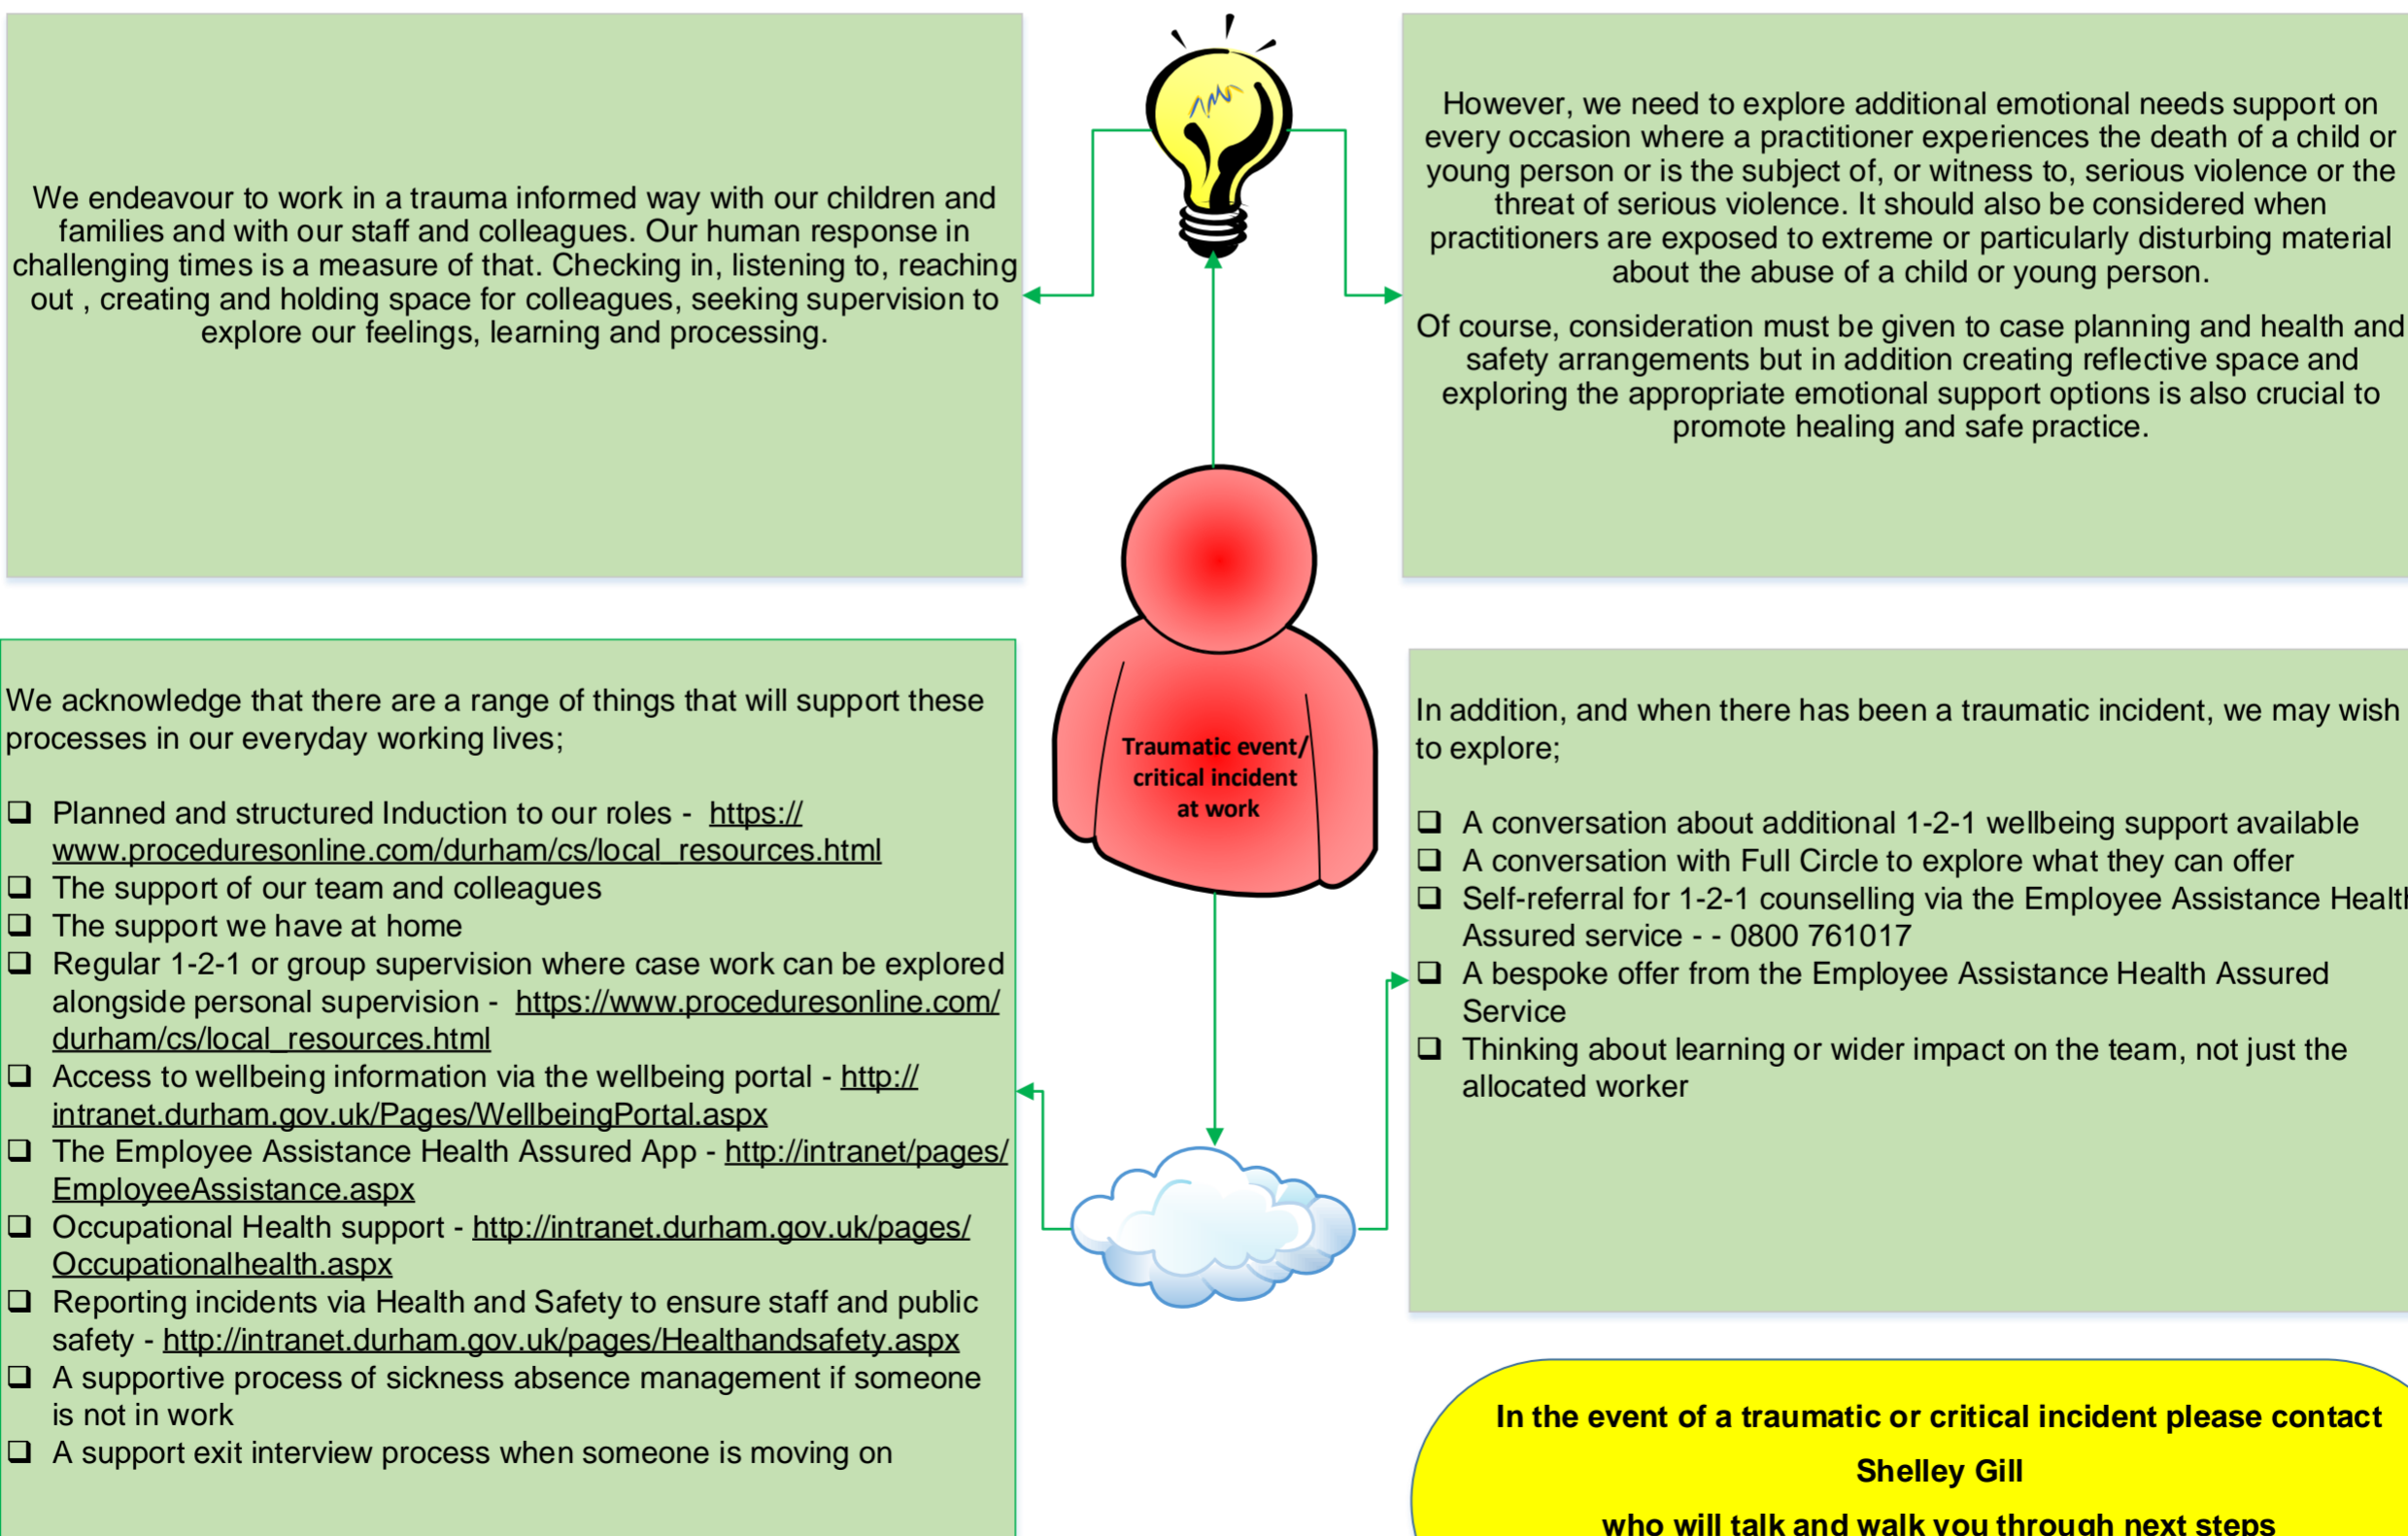 We endeavour to work in a trauma informed way with our children and
families and with our staff and colleagues. Our human response in
challenging times is a measure of that. Checking in, listening to, reaching
out , creating and holding space for colleagues, seeking supervision to
explore our feelings, learning and processing.
However, we need to explore additional emotional needs support on
every occasion where a practitioner experiences the death of a child or
young person or is the subject of, or witness to, serious violence or the
threat of serious violence. It should also be considered when
practitioners are exposed to extreme or particularly disturbing material
about the abuse of a child or young person.
Of course, consideration must be given to case planning and health and
safety arrangements but in addition creating reflective space and
exploring the appropriate emotional support options is also crucial to
promote healing and safe practice.
Traumatic event/
critical incident
at work
We acknowledge that there are a range of things that will support these
processes in our everyday working lives;
❑ Planned and structured Induction to our roles - https://
www.proceduresonline.com/durham/cs/local_resources.html
❑ The support of our team and colleagues
❑ The support we have at home
❑ Regular 1-2-1 or group supervision where case work can be explored
alongside personal supervision - https://www.proceduresonline.com/
durham/cs/local_resources.html
❑ Access to wellbeing information via the wellbeing portal - http://
intranet.durham.gov.uk/Pages/WellbeingPortal.aspx
❑ The Employee Assistance Health Assured App - http://intranet/pages/
EmployeeAssistance.aspx
❑ Occupational Health support - http://intranet.durham.gov.uk/pages/
Occupationalhealth.aspx
❑ Reporting incidents via Health and Safety to ensure staff and public
safety - http://intranet.durham.gov.uk/pages/Healthandsafety.aspx
❑ A supportive process of sickness absence management if someone
is not in work
❑ A support exit interview process when someone is moving on
In addition, and when there has been a traumatic incident, we may wish
to explore;
❑ A conversation about additional 1-2-1 wellbeing support available
❑ A conversation with Full Circle to explore what they can offer
❑ Self-referral for 1-2-1 counselling via the Employee Assistance Health
Assured service - - 0800 761017
❑ A bespoke offer from the Employee Assistance Health Assured
Service
❑ Thinking about learning or wider impact on the team, not just the
allocated worker
In the event of a traumatic or critical incident please contact
Shelley Gill
who will talk and walk you through next steps